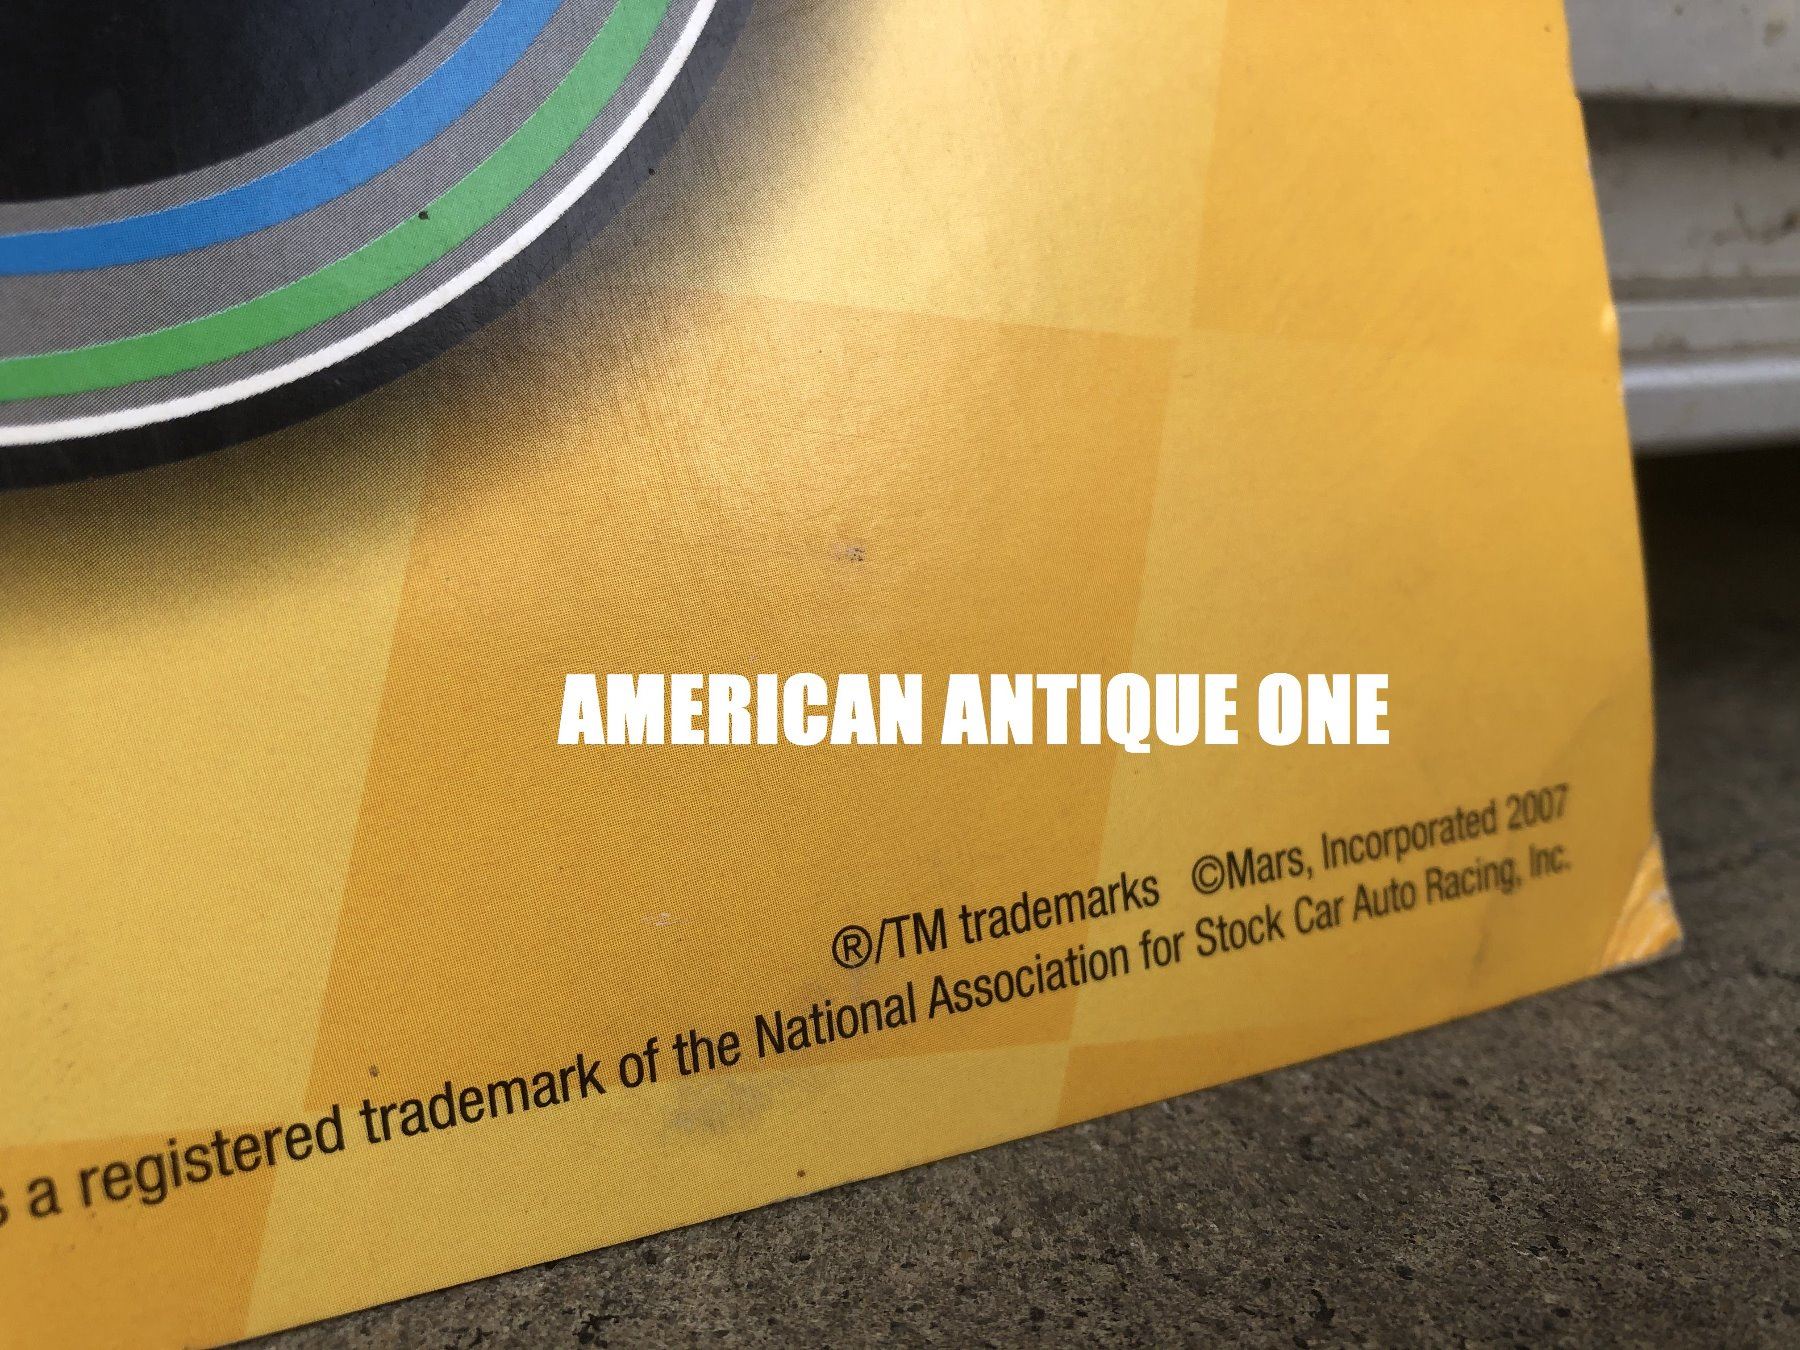 AMERICAN ANTIQUE ONE
®/TM trademarks ©Mars, Incorporated 2007
a registered trademark of the National Association for Stock Car Auto Racing, Inc.